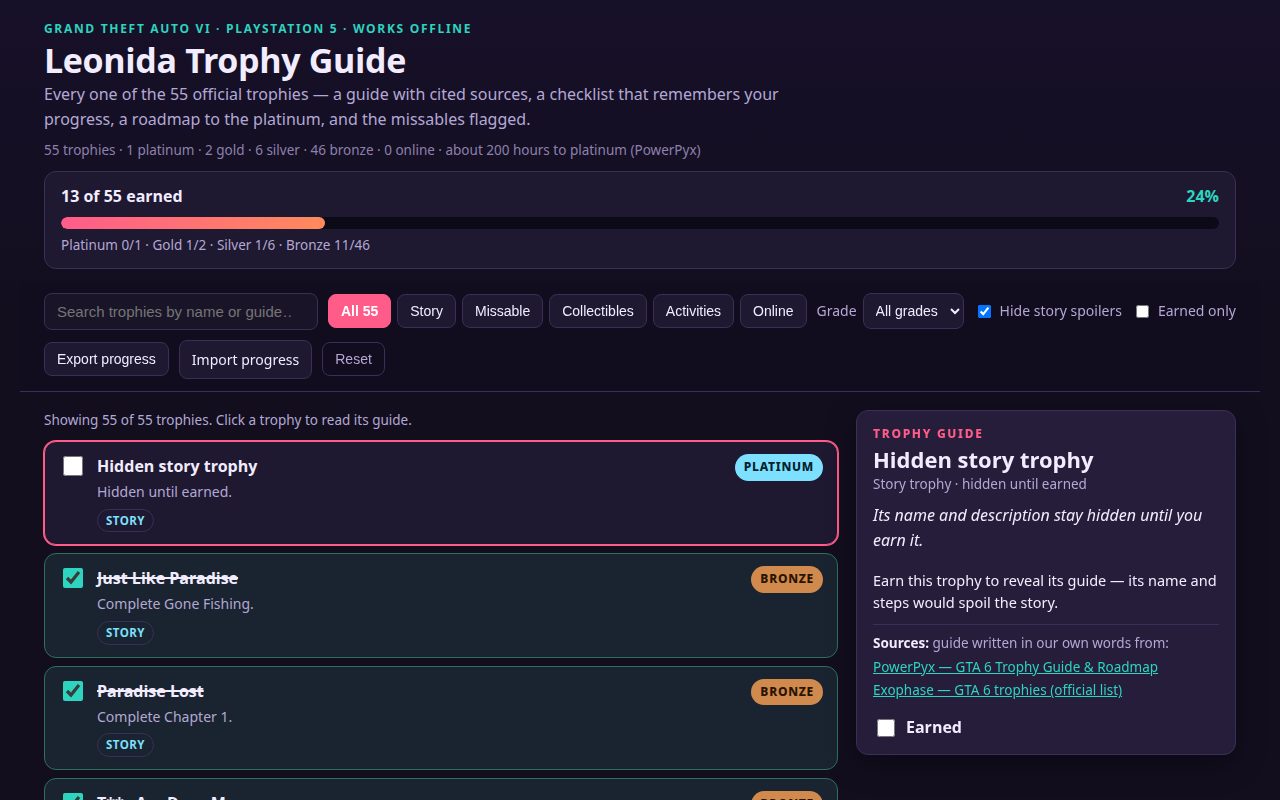 GRAND THEFT AUTO VI · PLAYSTATION 5 · WORKS OFFLINE
Leonida Trophy Guide
Every one of the 55 official trophies — a guide with cited sources, a checklist that remembers your
progress, a roadmap to the platinum, and the missables flagged.
55 trophies · 1 platinum · 2 gold · 6 silver · 46 bronze · 0 online · about 200 hours to platinum (PowerPyx)
13 of 55 earned
24%
Platinum 0/1 · Gold 1/2 · Silver 1/6 · Bronze 11/46
Search trophies by name or guide..
All 55
Story
Missable
Collectibles
Activities
Online
Grade
All grades
Hide story spoilers
Earned only
Export progress
Import progress
Reset
Showing 55 of 55 trophies. Click a trophy to read its guide.
Hidden story trophy
PLATINUM
Hidden until earned.
STORY
Just Like Paradise
BRONZE
Complete Gone Fishing.
STORY
Paradise Lost
BRONZE
Complete Chapter 1.
STORY
TROPHY GUIDE
Hidden story trophy
Story trophy · hidden until earned
Its name and description stay hidden until you
earn it.
Earn this trophy to reveal its guide — its name and
steps would spoil the story.
Sources: guide written in our own words from:
PowerPyx — GTA 6 Trophy Guide & Roadmap
Exophase — GTA 6 trophies (official list)
Earned